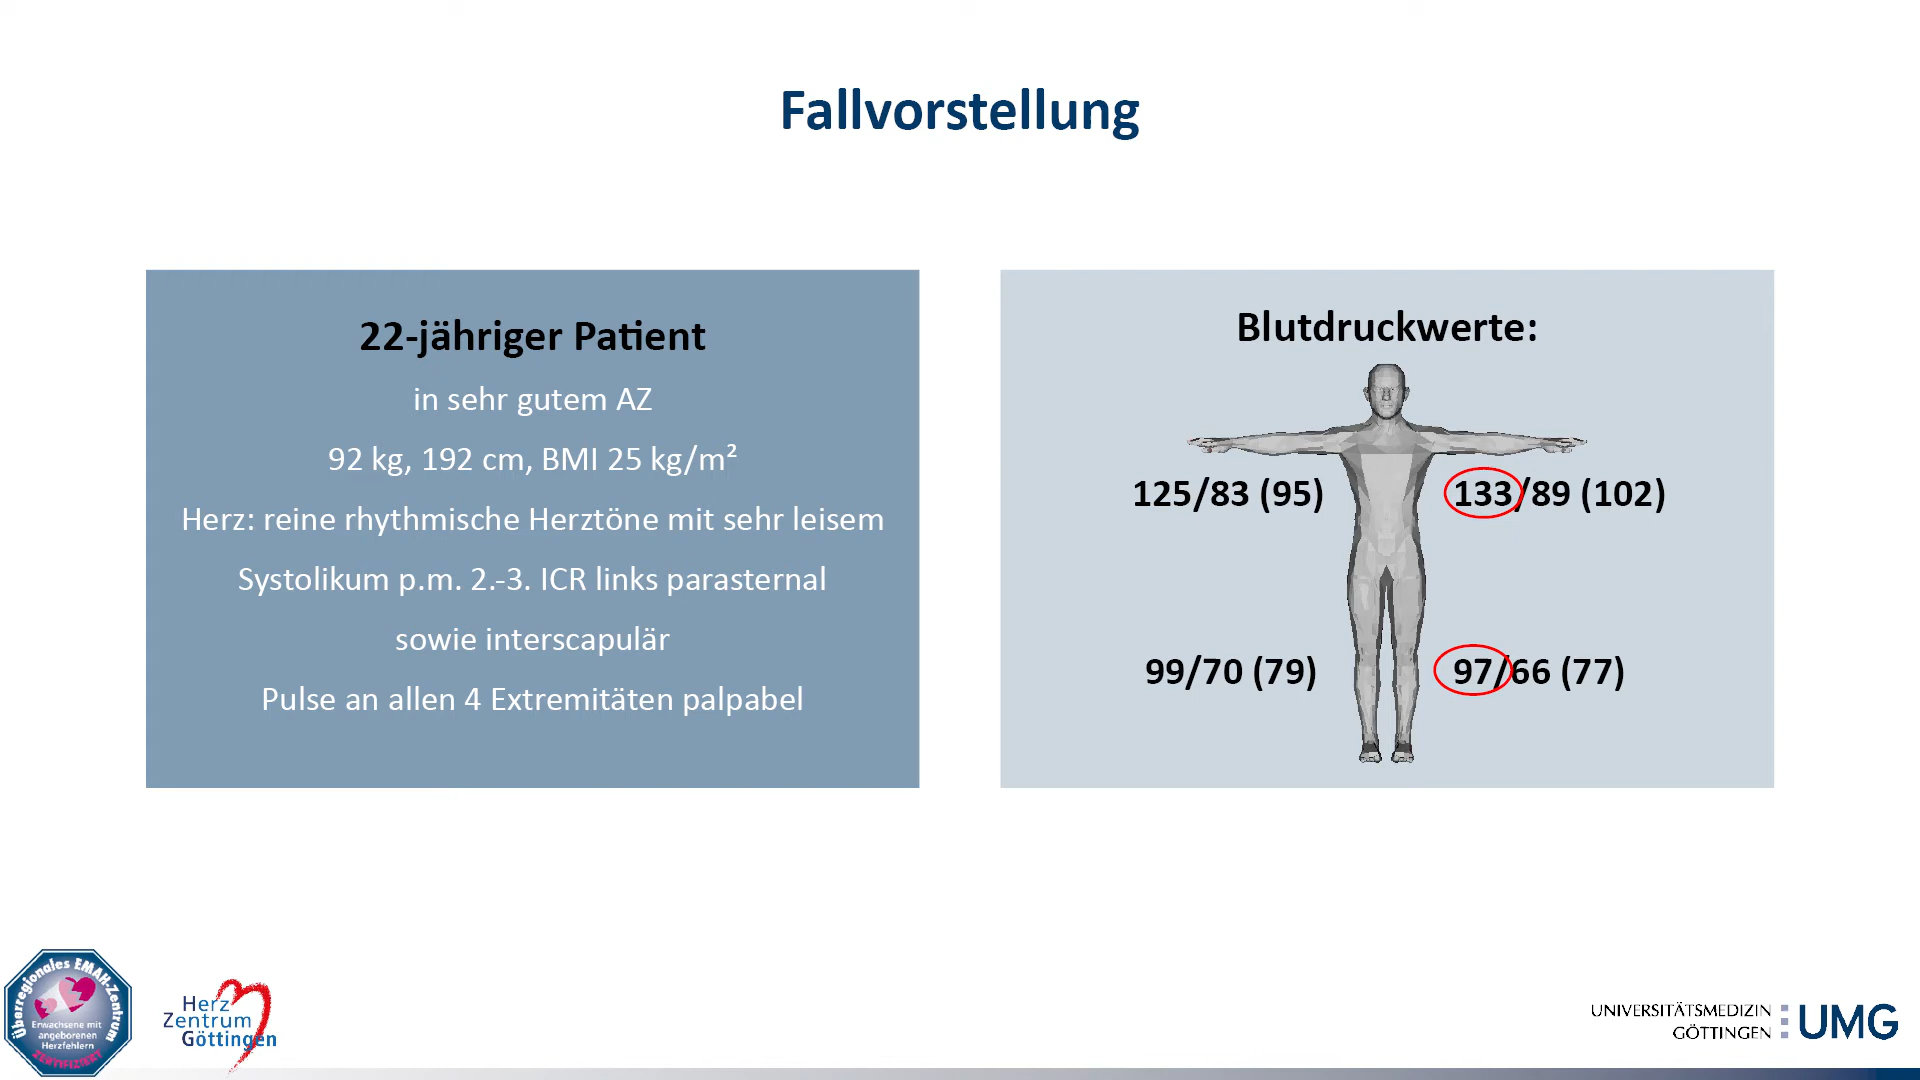 Fallvorstellung
22-jähriger Patient
in sehr gutem AZ
92 kg, 192 cm, BMI 25 kg/m²
Herz: reine rhythmische Herztöne mit sehr leisem
Systolikum p.m. 2.-3. ICR links parasternal
sowie interscapulär
Pulse an allen 4 Extremitäten palpabel
Blutdruckwerte:
125/83 (95)
133/89 (102)
99/70 (79)
97/66 (77)
Überregionales EMAH-Zentrum
Erwachsene mit
angeborenen
Herzfehlern
ZERTIFIZIERT
Herz
Zentrum
Göttingen
UNIVERSITÄTSMEDIZIN
GÖTTINGEN
UMG